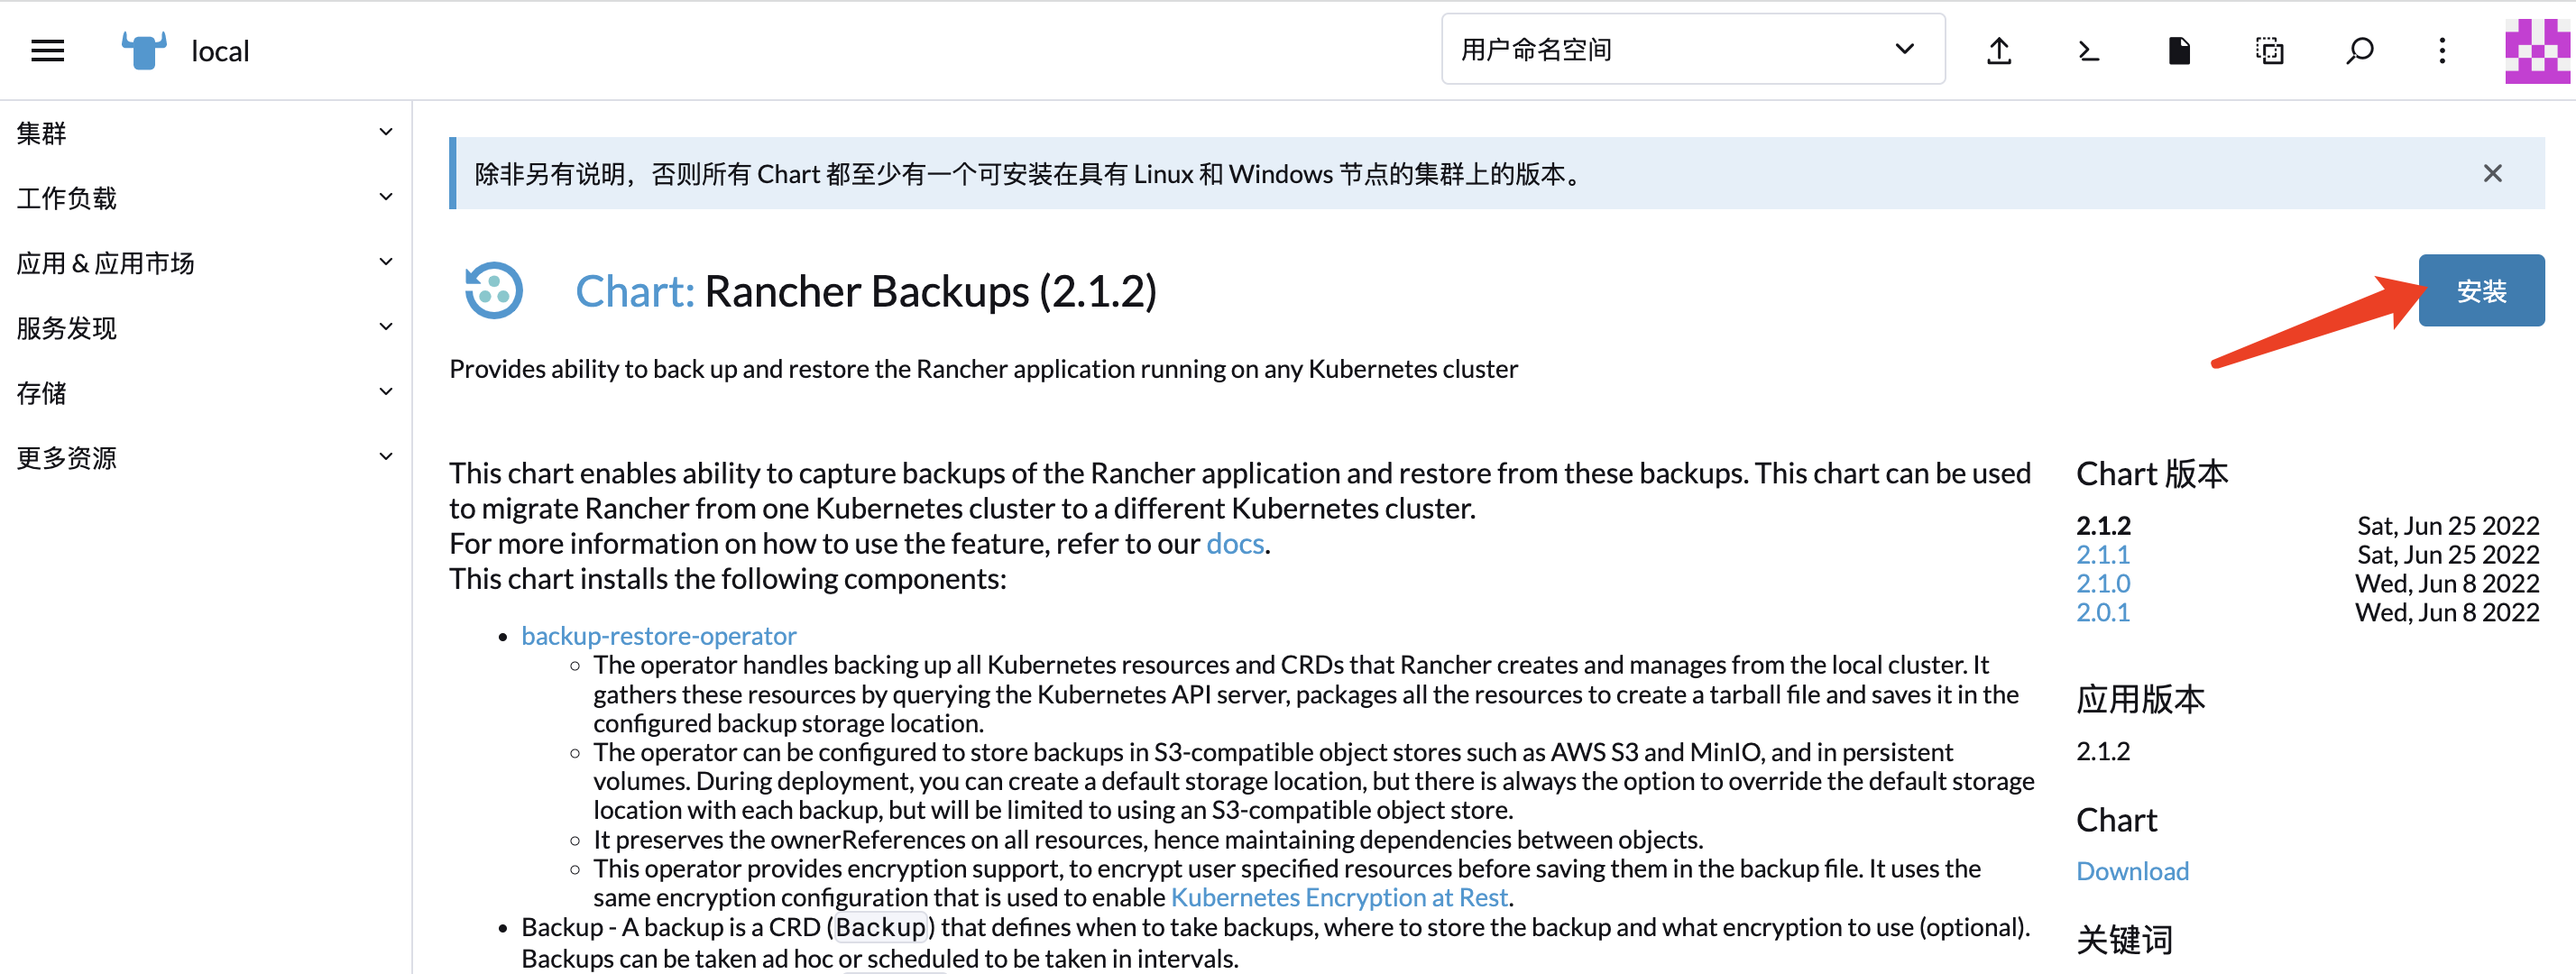 local
用户命名空间
集群
工作负载
应用 & 应用市场
服务发现
存储
更多资源
除非另有说明，否则所有 Chart 都至少有一个可安装在具有 Linux 和 Windows 节点的集群上的版本。
Chart: Rancher Backups (2.1.2)
安装
Provides ability to back up and restore the Rancher application running on any Kubernetes cluster
This chart enables ability to capture backups of the Rancher application and restore from these backups. This chart can be used
to migrate Rancher from one Kubernetes cluster to a different Kubernetes cluster.
For more information on how to use the feature, refer to our docs.
This chart installs the following components:
• backup-restore-operator
◦ The operator handles backing up all Kubernetes resources and CRDs that Rancher creates and manages from the local cluster. It
gathers these resources by querying the Kubernetes API server, packages all the resources to create a tarball file and saves it in the
configured backup storage location.
◦ The operator can be configured to store backups in S3-compatible object stores such as AWS S3 and MinIO, and in persistent
volumes. During deployment, you can create a default storage location, but there is always the option to override the default storage
location with each backup, but will be limited to using an S3-compatible object store.
◦ It preserves the ownerReferences on all resources, hence maintaining dependencies between objects.
◦ This operator provides encryption support, to encrypt user specified resources before saving them in the backup file. It uses the
same encryption configuration that is used to enable Kubernetes Encryption at Rest.
• Backup - A backup is a CRD (Backup) that defines when to take backups, where to store the backup and what encryption to use (optional).
Backups can be taken ad hoc or scheduled to be taken in intervals.
Chart 版本
2.1.2 Sat, Jun 25 2022
2.1.1 Sat, Jun 25 2022
2.1.0 Wed, Jun 8 2022
2.0.1 Wed, Jun 8 2022
应用版本
2.1.2
Chart
Download
关键词